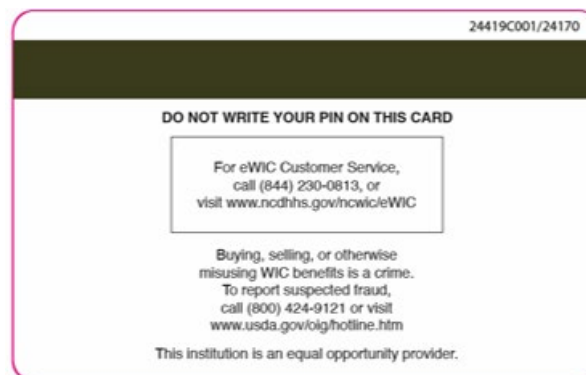 24419C001/24170
DO NOT WRITE YOUR PIN ON THIS CARD
For eWIC Customer Service,
call (844) 230-0813, or
visit www.ncdhhs.gov/ncwic/eWIC
Buying, selling, or otherwise
misusing WIC benefits is a crime.
To report suspected fraud,
call (800) 424-9121 or visit
www.usda.gov/oig/hotline.htm
This institution is an equal opportunity provider.